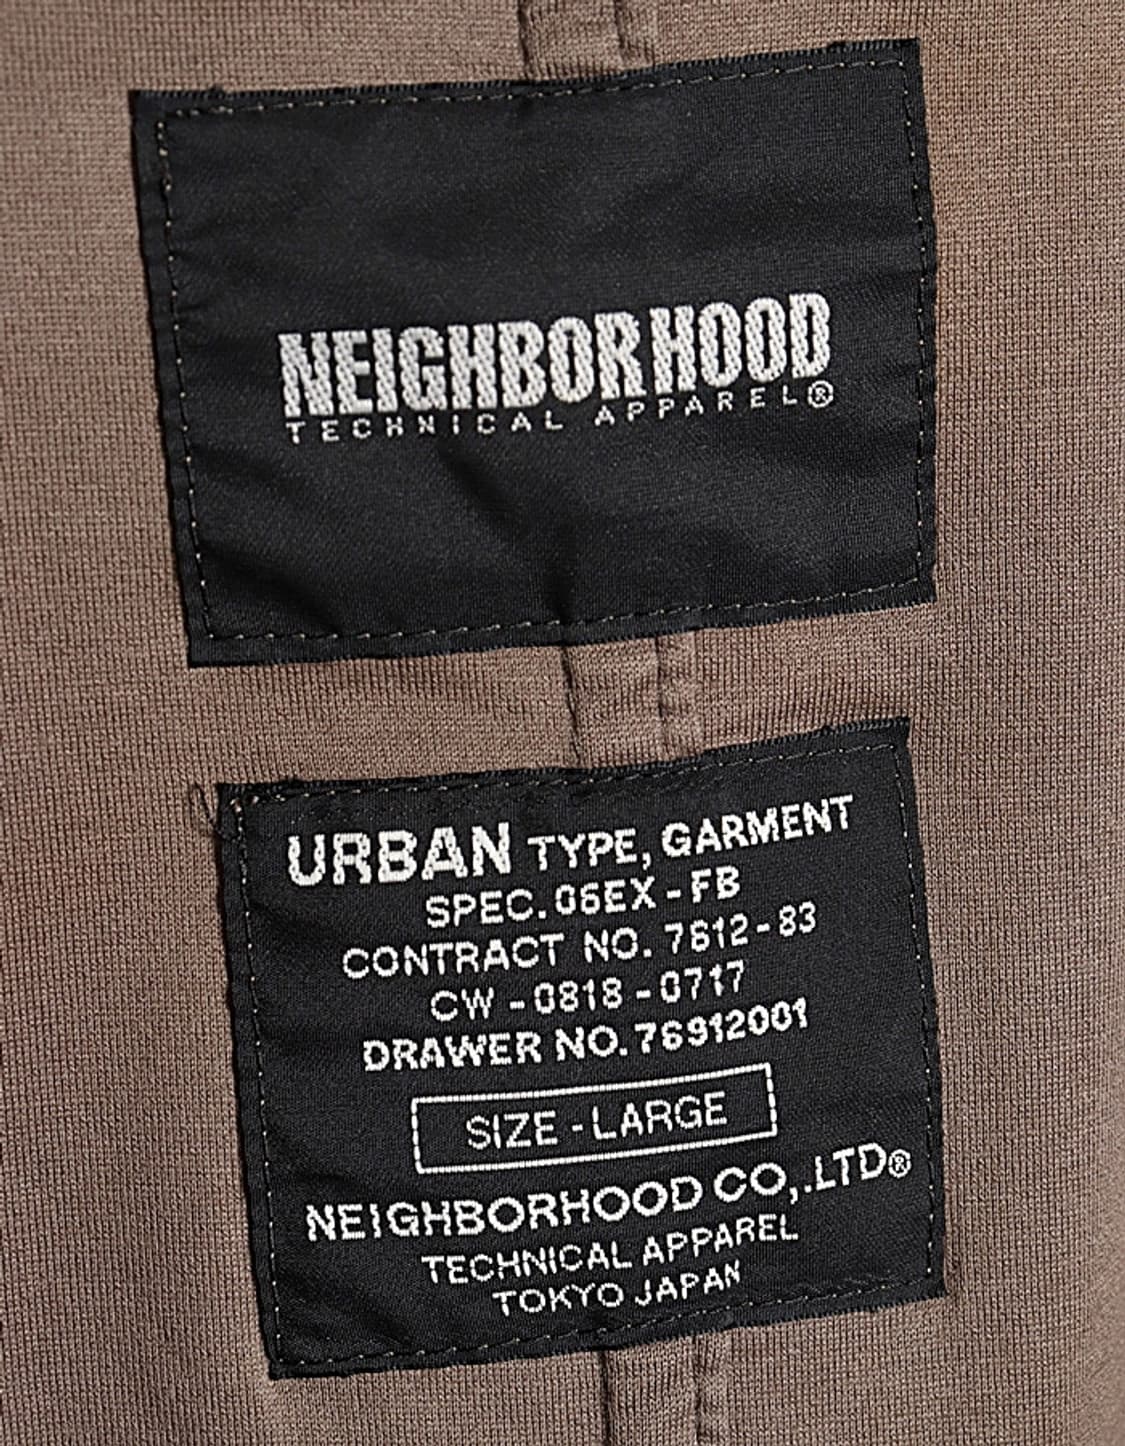 NEIGHBORHOOD
TECHNICAL APPAREL®
URBAN TYPE, GARMENT
SPEC. 06EX-FB
CONTRACT NO. 7612-83
CW-0818-0717
DRAWER NO. 76912001
SIZE-LARGE
NEIGHBORHOOD CO,.LTD®
TECHNICAL APPAREL
TOKYO JAPAN